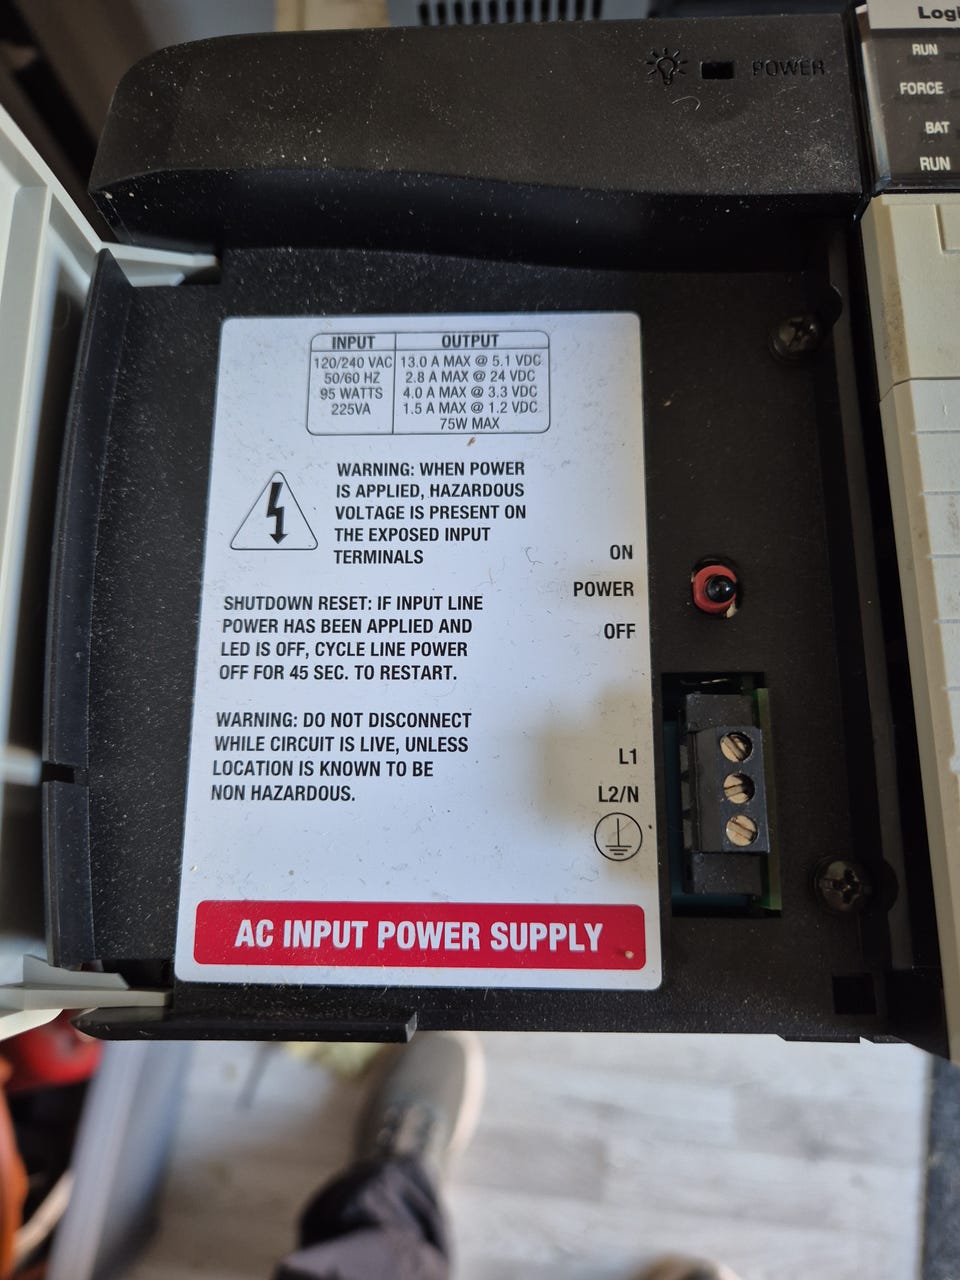 POWER
Logi
RUN
FORCE
BAT
RUN
INPUT OUTPUT
120/240 VAC 13.0 A MAX @ 5.1 VDC
50/60 HZ 2.8 A MAX @ 24 VDC
95 WATTS 4.0 A MAX @ 3.3 VDC
225VA 1.5 A MAX @ 1.2 VDC
75W MAX
WARNING: WHEN POWER
IS APPLIED, HAZARDOUS
VOLTAGE IS PRESENT ON
THE EXPOSED INPUT
TERMINALS
ON
POWER
OFF
SHUTDOWN RESET: IF INPUT LINE
POWER HAS BEEN APPLIED AND
LED IS OFF, CYCLE LINE POWER
OFF FOR 45 SEC. TO RESTART.
WARNING: DO NOT DISCONNECT
WHILE CIRCUIT IS LIVE, UNLESS
LOCATION IS KNOWN TO BE
NON HAZARDOUS.
L1
L2/N
AC INPUT POWER SUPPLY